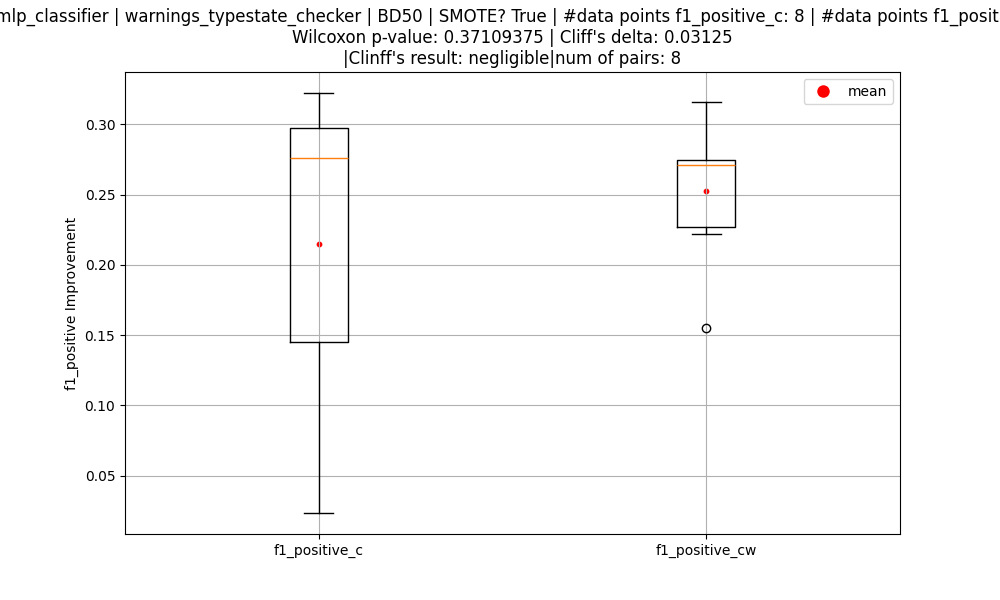 mlp_classifier | warnings_typestate_checker | BD50 | SMOTE? True | #data points f1_positive_c: 8 | #data points
Wilcoxon p-value: 0.37109375 | Cliff's delta: 0.03125
|Clinff's result: negligible|num of pairs: 8
mean
0.30
0.25
0.20
0.15
0.10
0.05
f1_positive Improvement
f1_positive_c
f1_positive_cw